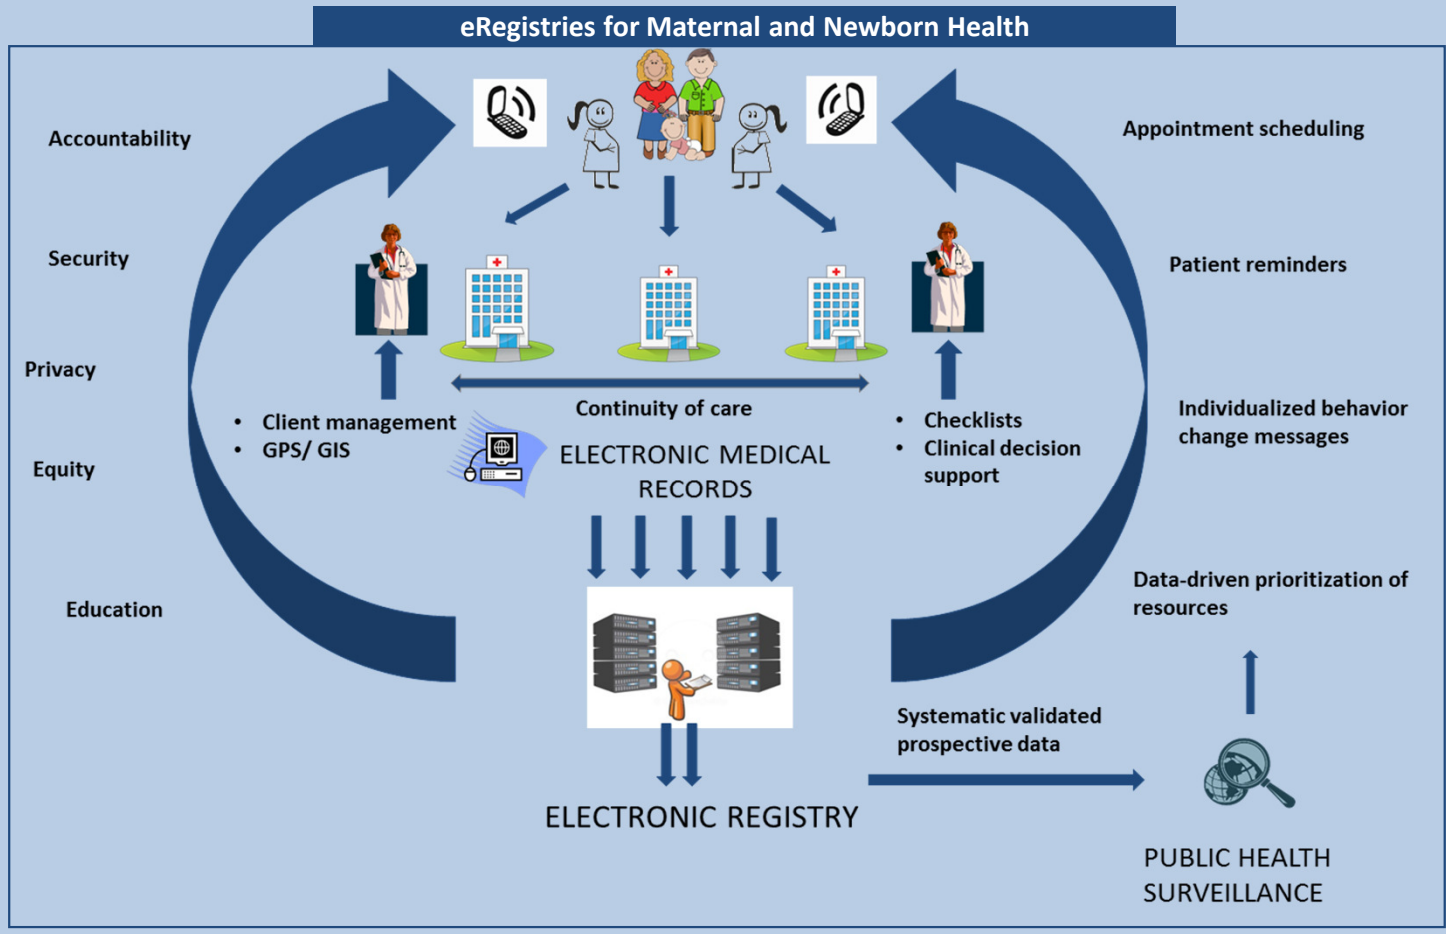 eRegistries for Maternal and Newborn Health
Accountability
Security
Privacy
Equity
Education
Appointment scheduling
Patient reminders
Individualized behavior
change messages
Data-driven prioritization of
resources
• Client management
• GPS/ GIS
Continuity of care
• Checklists
• Clinical decision
support
ELECTRONIC MEDICAL
RECORDS
Systematic validated
prospective data
ELECTRONIC REGISTRY
PUBLIC HEALTH
SURVEILLANCE